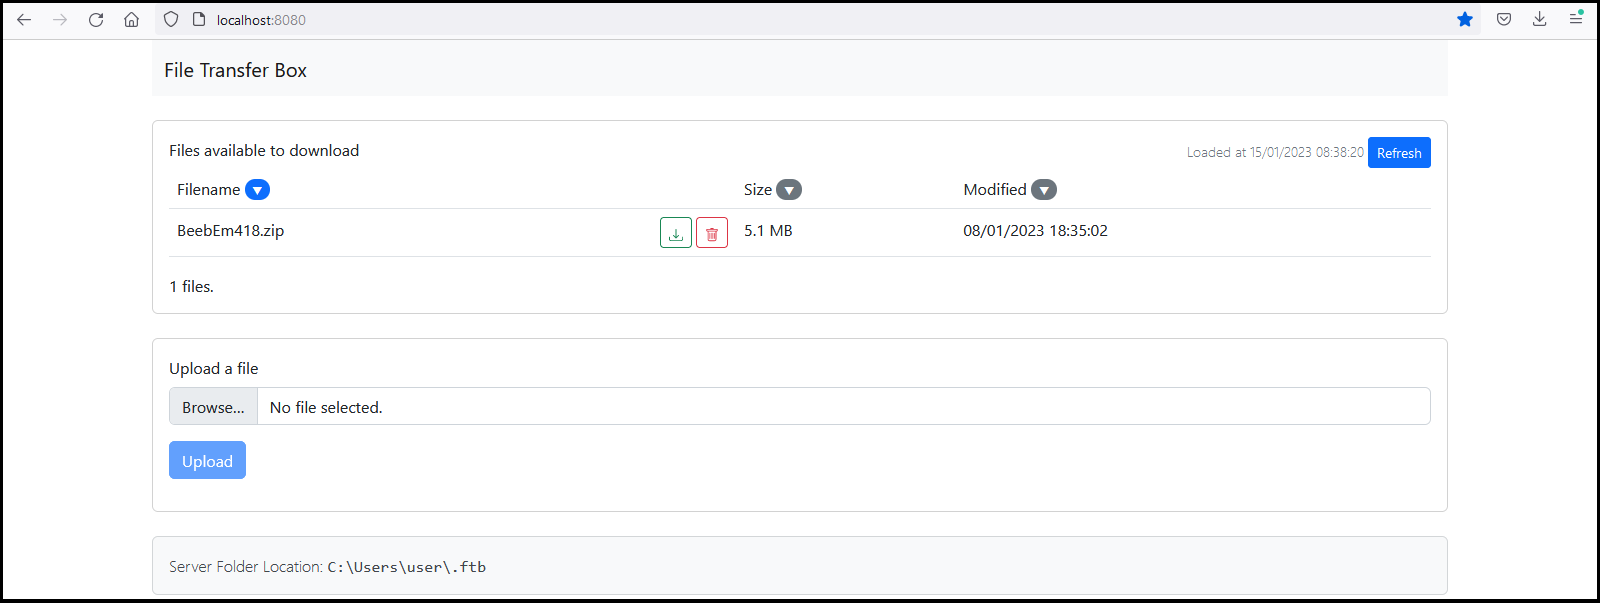 localhost:8080
File Transfer Box
Files available to download
Loaded at 15/01/2023 08:38:20 Refresh
Filename ▼ Size ▼ Modified ▼
BeebEm418.zip 5.1 MB 08/01/2023 18:35:02
1 files.
Upload a file
Browse... No file selected.
Upload
Server Folder Location: C:\Users\user\.ftb